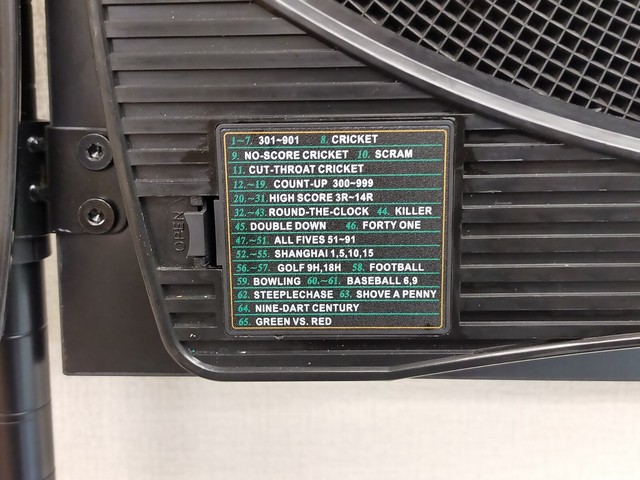 1~7. 301~901 8. CRICKET
9. NO-SCORE CRICKET 10. SCRAM
11. CUT-THROAT CRICKET
12.~19. COUNT-UP 300~999
20.~31. HIGH SCORE 3R~14R
32.~43. ROUND-THE-CLOCK 44. KILLER
45. DOUBLE DOWN 46. FORTY ONE
47.~51. ALL FIVES 51~91
52.~55. SHANGHAI 1,5,10,15
56.~57. GOLF 9H,18H 58. FOOTBALL
59. BOWLING 60.~61. BASEBALL 6,9
62. STEEPLECHASE 63. SHOVE A PENNY
64. NINE-DART CENTURY
65. GREEN VS. RED
OPEN